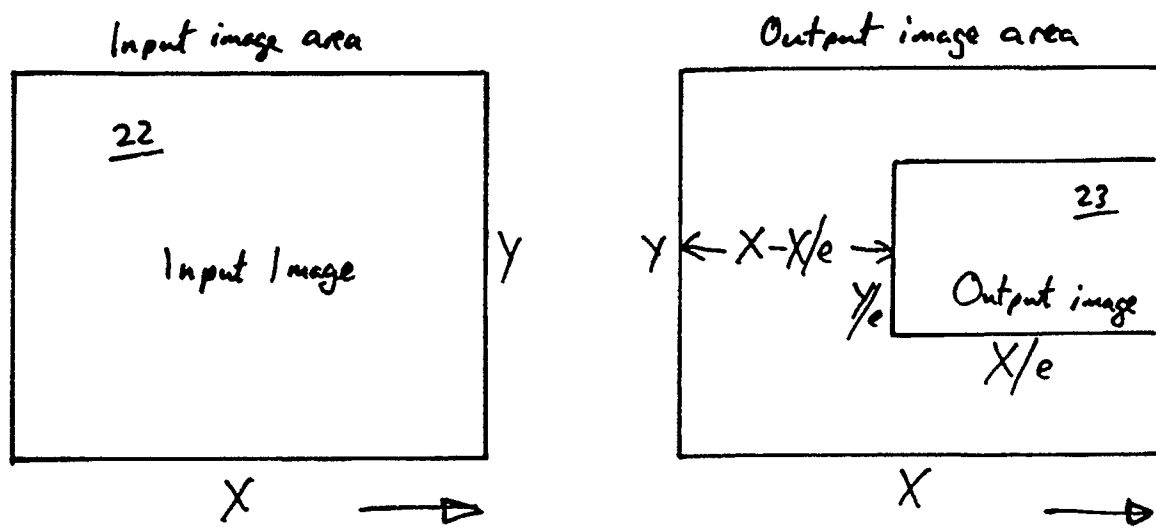 Input image area
22
Input Image
Y
X
Output image area
23
Y
X-X/e
Y/e
Output image
X/e
X